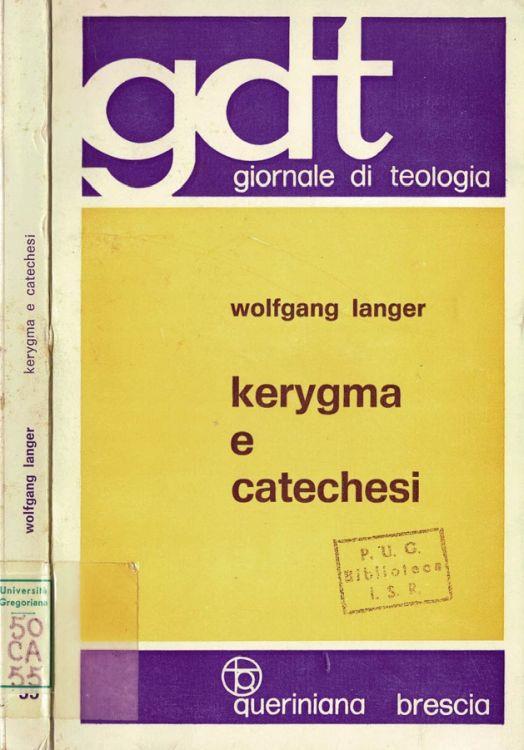 gdt
giornale di teologia
wolfgang langer
kerygma
e
catechesi
P. U. G.
Biblioteca
I. S. R.
queriniana brescia
wolfgang langer kerygma e catechesi
Università
Gregoriana
50
CA
55